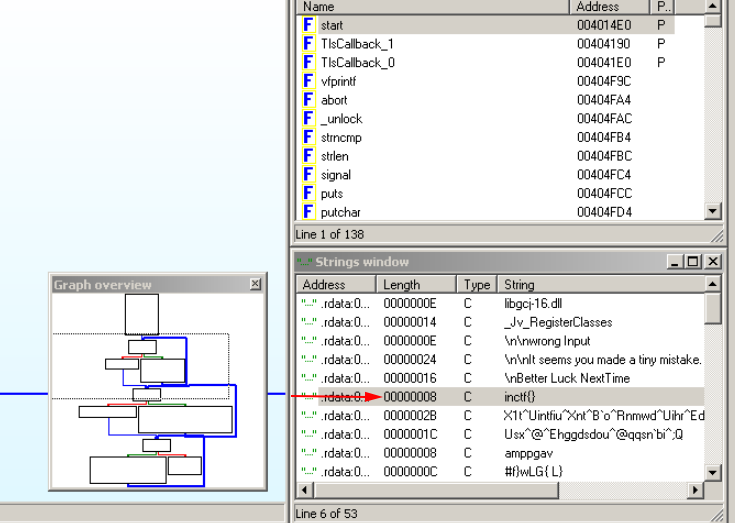 Name Address P..
F start 004014E0 P
F TlsCallback_1 00404190 P
F TlsCallback_0 004041E0 P
F vfprintf 00404F9C
F abort 00404FA4
F _unlock 00404FAC
F strncmp 00404FB4
F strlen 00404FBC
F signal 00404FC4
F puts 00404FCC
F putchar 00404FD4
Line 1 of 138
"..." Strings window
Address Length Type String
"..." .rdata:0... 0000000E C libgcj-16.dll
"..." .rdata:0... 00000014 C _Jv_RegisterClasses
"..." .rdata:0... 0000000E C \n\nwrong Input
"..." .rdata:0... 00000024 C \n\nIt seems you made a tiny mistake.
"..." .rdata:0... 00000016 C \nBetter Luck NextTime
"..." .rdata:0... 00000008 C inctf{}
"..." .rdata:0... 0000002B C X1t^Uintfiu^Xnt^B`o^Rnmwd^Uihr^Ed
"..." .rdata:0... 0000001C C Usx^@^Ehggdsdou^@qqsn`bi^;Q
"..." .rdata:0... 00000008 C amppgav
"..." .rdata:0... 0000000C C #f}wLG{ L}
Line 6 of 53
Graph overview